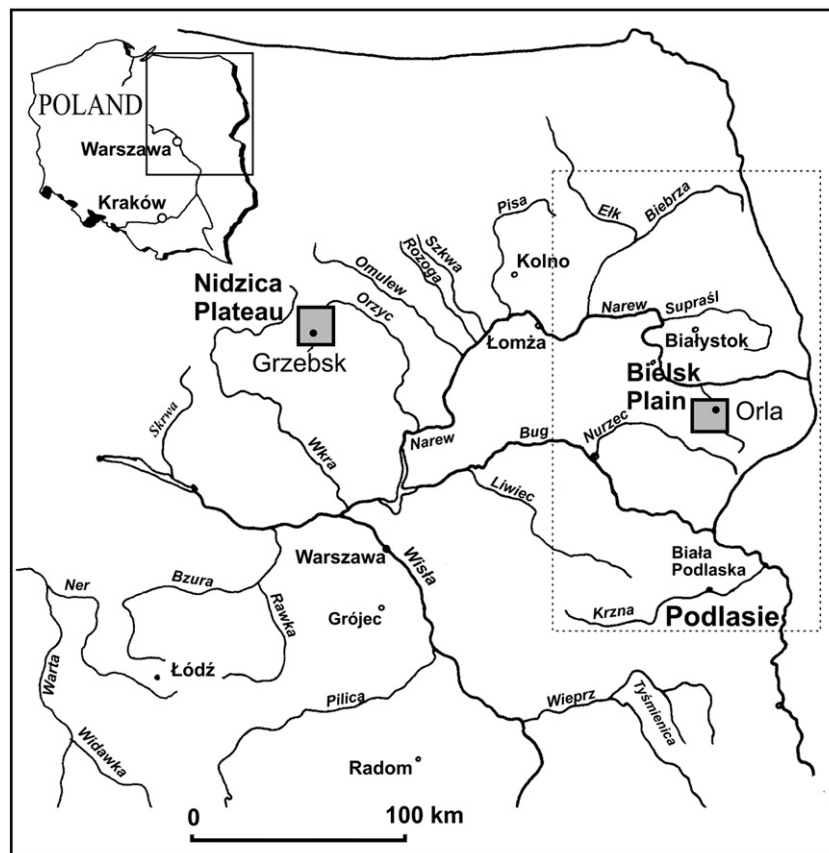 POLAND
Warszawa
Kraków
Pisa
Ełk
Biebrza
Szkwa
Rozoga
Omulew
Kolno
Nidzica
Plateau
Orzyc
Narew
Supraśl
Łomża
Białystok
Grzebsk
Bielsk
Plain
Orla
Skrwa
Wkra
Narew
Bug
Nurzec
Liwiec
Warszawa
Wisła
Biała
Podlaska
Ner
Bzura
Rawka
Grójec
Krzna
Podlasie
Warta
Łódź
Pilica
Wieprz
Tyśmienica
Widawka
Radom
0 100 km